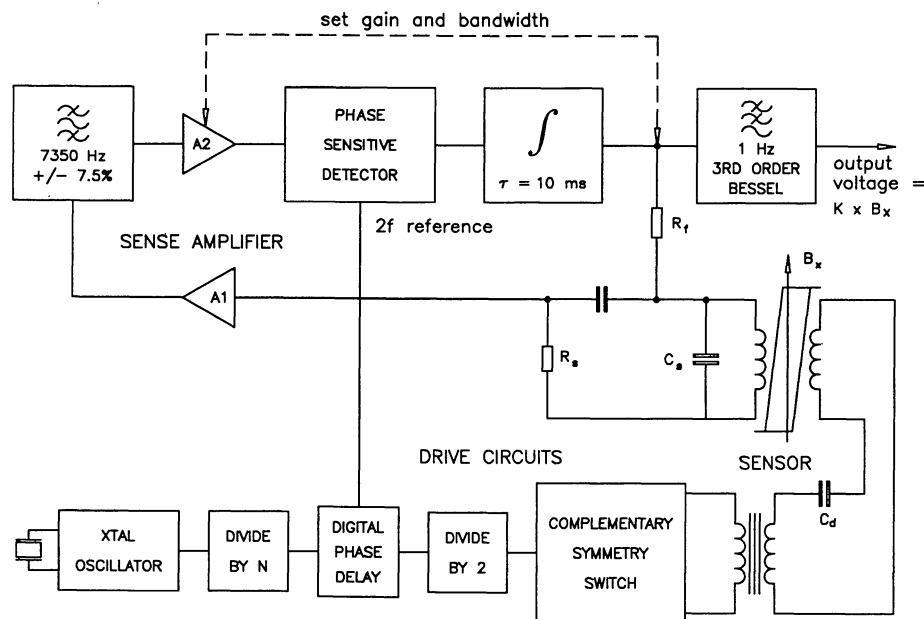 set gain and bandwidth
7350 Hz
+/- 7.5%
A2
PHASE
SENSITIVE
DETECTOR
∫
τ = 10 ms
1 Hz
3RD ORDER
BESSEL
output
voltage =
K x Bx
2f reference
Rf
SENSE AMPLIFIER
A1
Bx
Rs
Cs
DRIVE CIRCUITS
SENSOR
Cd
XTAL
OSCILLATOR
DIVIDE
BY N
DIGITAL
PHASE
DELAY
DIVIDE
BY 2
COMPLEMENTARY
SYMMETRY
SWITCH